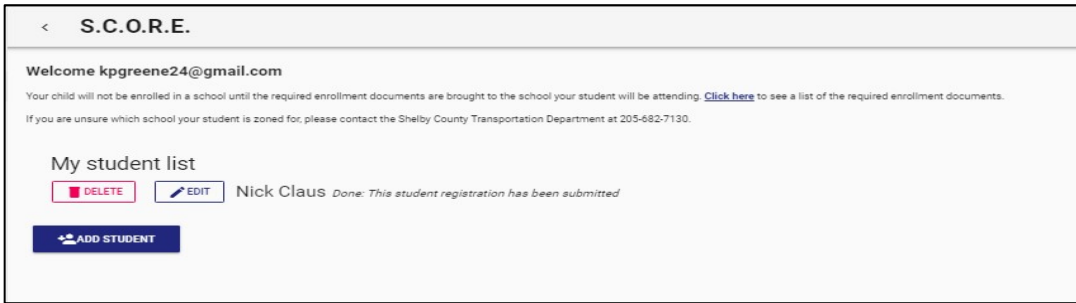 < S.C.O.R.E.
Welcome kpgreene24@gmail.com
Your child will not be enrolled in a school until the required enrollment documents are brought to the school your student will be attending. Click here to see a list of the required enrollment documents.
If you are unsure which school your student is zoned for, please contact the Shelby County Transportation Department at 205-682-7130.
My student list
DELETE EDIT Nick Claus Done: This student registration has been submitted
ADD STUDENT